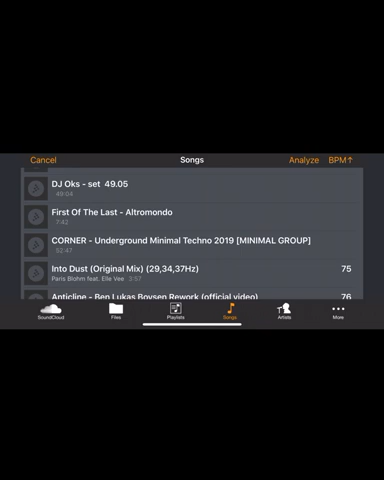 Cancel Songs Analyze BPM↑
DJ Oks - set 49.05
49:04
First Of The Last - Altromondo
7:42
CORNER - Underground Minimal Techno 2019 [MINIMAL GROUP]
52:47
Into Dust (Original Mix) (29,34,37Hz) 75
Paris Blohm feat. Elle Vee 3:57
Anticline - Ben Lukas Boysen Rework (official video) 76
SoundCloud Files Playlists Songs Artists More